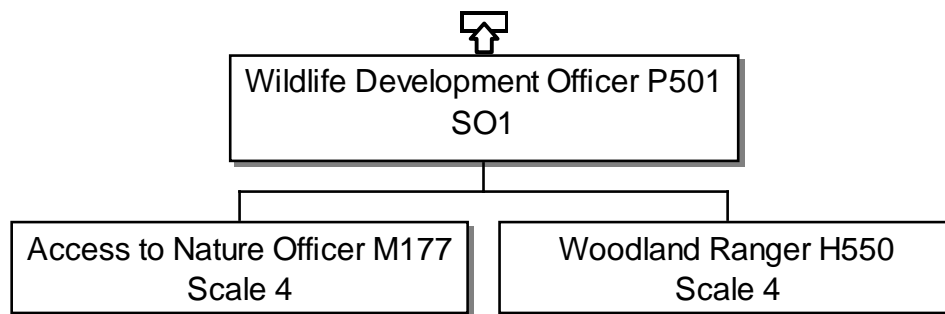 Wildlife Development Officer P501
SO1
Access to Nature Officer M177
Scale 4
Woodland Ranger H550
Scale 4